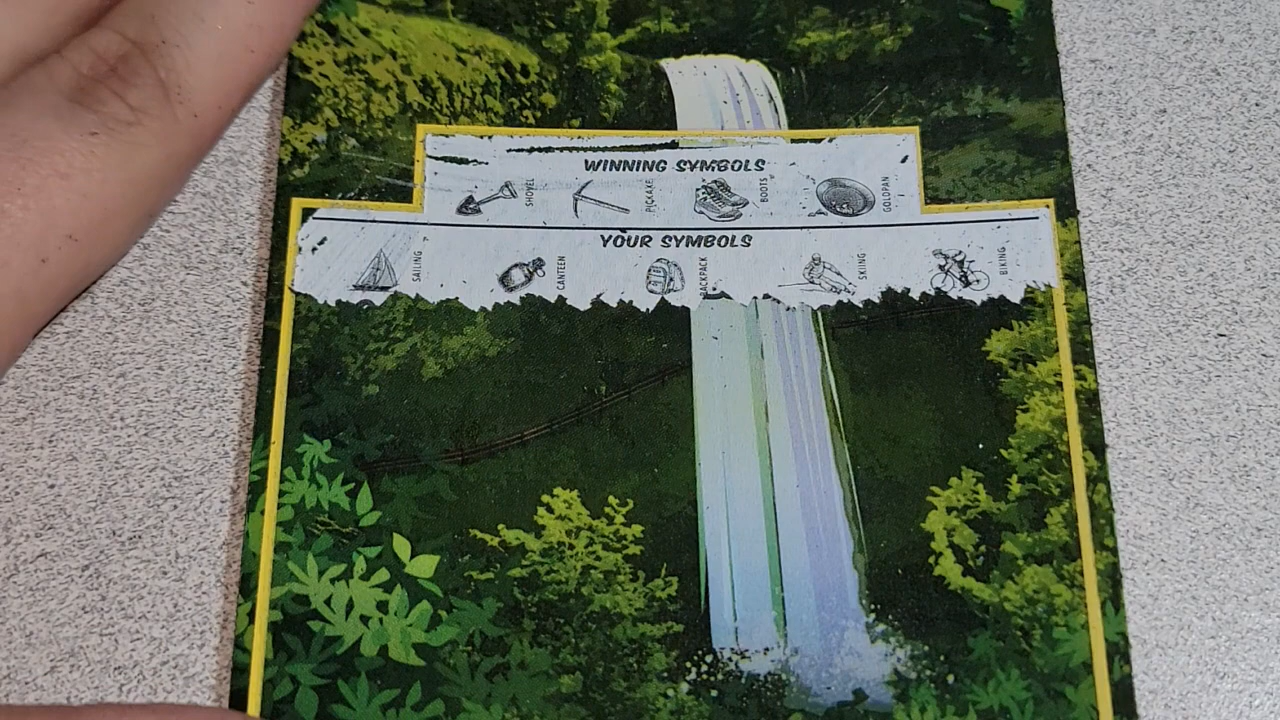 WINNING SYMBOLS
SHOVEL PICKAXE BOOTS GOLDPAN
YOUR SYMBOLS
SAILING CANTEEN BACKPACK SKIING BIKING